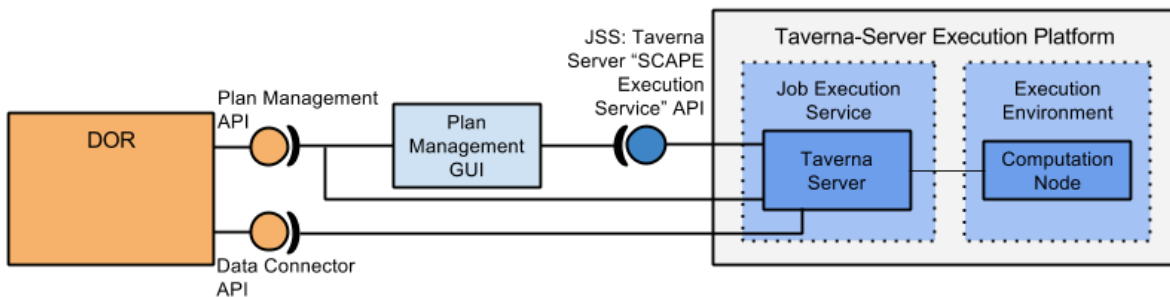 DOR
Plan Management
API
Data Connector
API
Plan
Management
GUI
JSS: Taverna
Server “SCAPE
Execution
Service” API
Taverna-Server Execution Platform
Job Execution
Service
Taverna
Server
Execution
Environment
Computation
Node